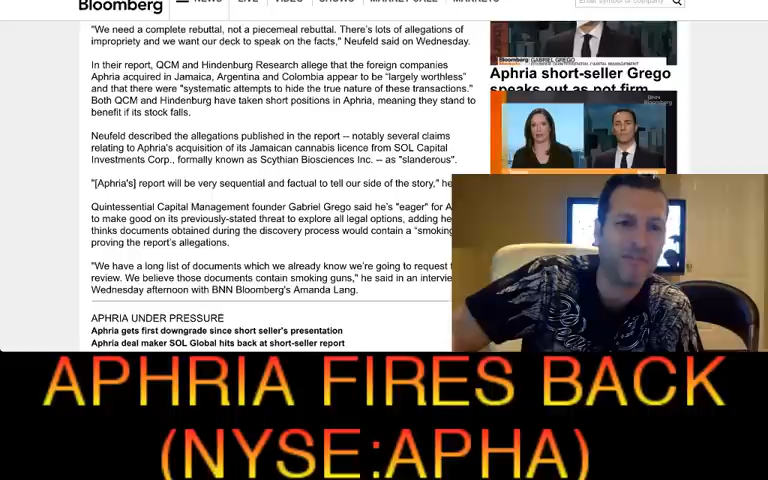 Bloomberg
NEWS LIVE VIDEO SHOWS MARKET CALL MARKETS
Enter symbol or company
"We need a complete rebuttal, not a piecemeal rebuttal. There's lots of allegations of
impropriety and we want our deck to speak on the facts," Neufeld said on Wednesday.
In their report, QCM and Hindenburg Research allege that the foreign companies
Aphria acquired in Jamaica, Argentina and Colombia appear to be “largely worthless”
and that there were "systematic attempts to hide the true nature of these transactions."
Both QCM and Hindenburg have taken short positions in Aphria, meaning they stand to
benefit if its stock falls.
Neufeld described the allegations published in the report -- notably several claims
relating to Aphria's acquisition of its Jamaican cannabis licence from SOL Capital
Investments Corp., formally known as Scythian Biosciences Inc. -- as "slanderous".
"[Aphria's] report will be very sequential and factual to tell our side of the story," he
Quintessential Capital Management founder Gabriel Grego said he's "eager" for A
to make good on its previously-stated threat to explore all legal options, adding he
thinks documents obtained during the discovery process would contain a “smoking
proving the report's allegations.
"We have a long list of documents which we already know we're going to request
review. We believe those documents contain smoking guns," he said in an intervie
Wednesday afternoon with BNN Bloomberg's Amanda Lang.
APHRIA UNDER PRESSURE
Aphria gets first downgrade since short seller's presentation
Aphria deal maker SOL Global hits back at short-seller report
Bloomberg GABRIEL GREGO
Aphria short-seller Grego
speaks out as pot firm
BNN
Bloomberg
APHRIA FIRES BACK
(NYSE:APHA)